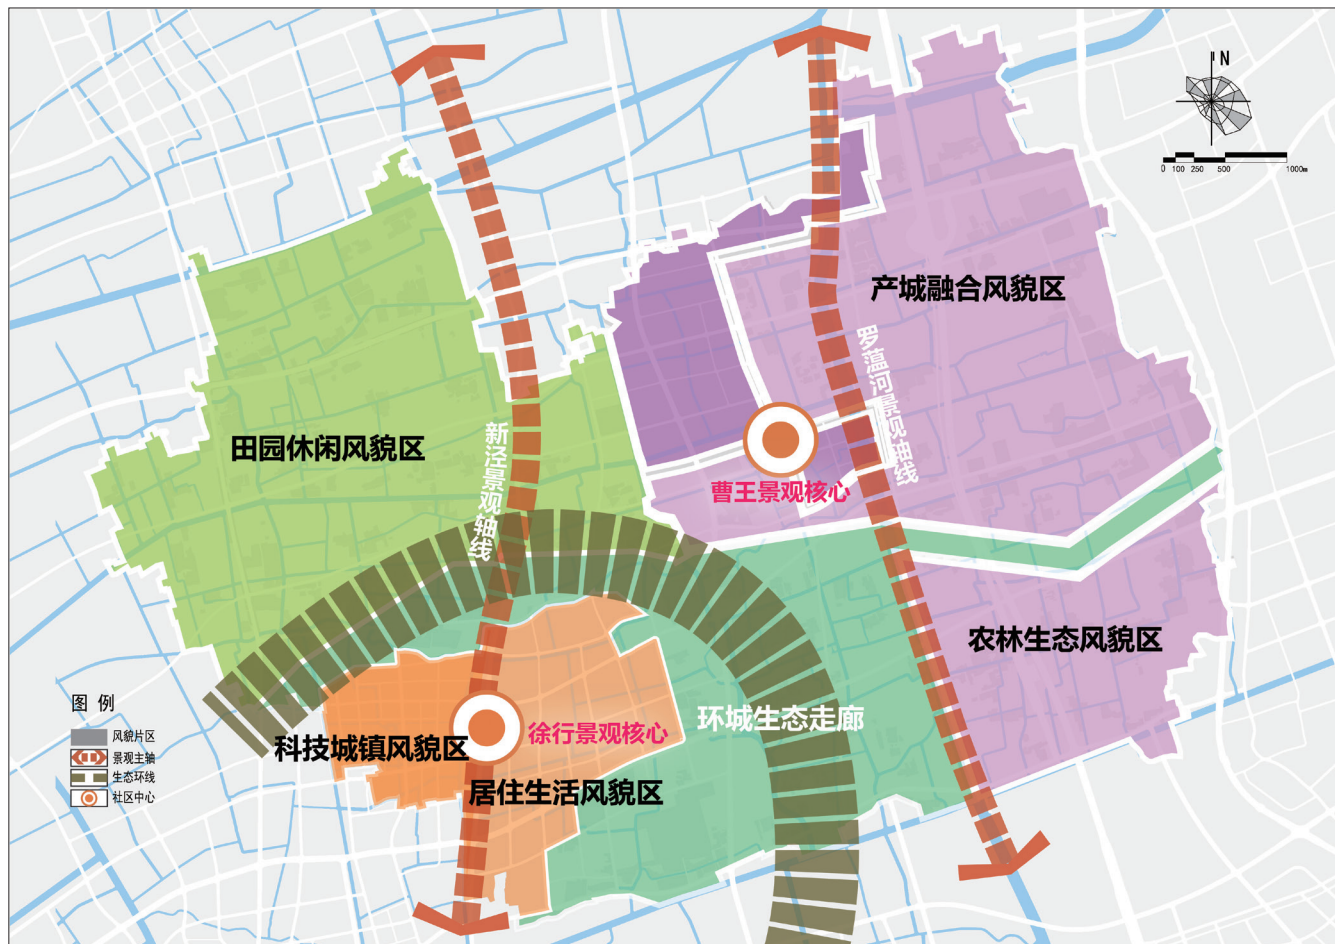 N
0 100 250 500 1000m
产城融合风貌区
罗蕰河景观轴线
田园休闲风貌区
新泾景观轴线
曹王景观核心
农林生态风貌区
环城生态走廊
徐行景观核心
科技城镇风貌区
居住生活风貌区
图 例
风貌片区
景观主轴
生态环线
社区中心